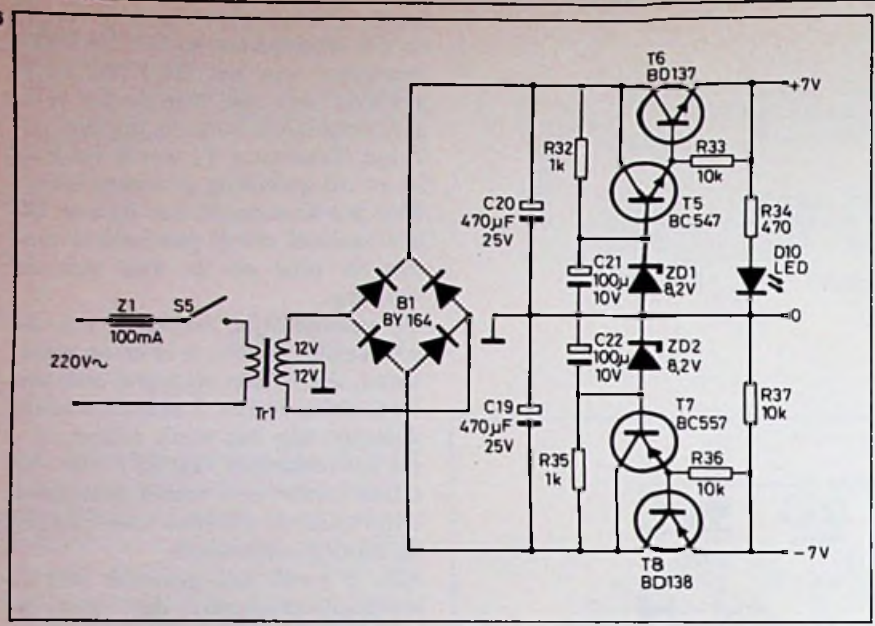 T6
BD137
+7V
R32
1k
R33
10k
T5
BC547
C20
470µF
25V
R34
470
C21
100µ
10V
ZD1
8,2V
D10
LED
Z1
100mA
S5
B1
BY 164
12V
12V
220V~
Tr1
0
C22
100µ
10V
ZD2
8,2V
C19
470µF
25V
T7
BC557
R37
10k
R35
1k
R36
10k
T8
BD138
-7V